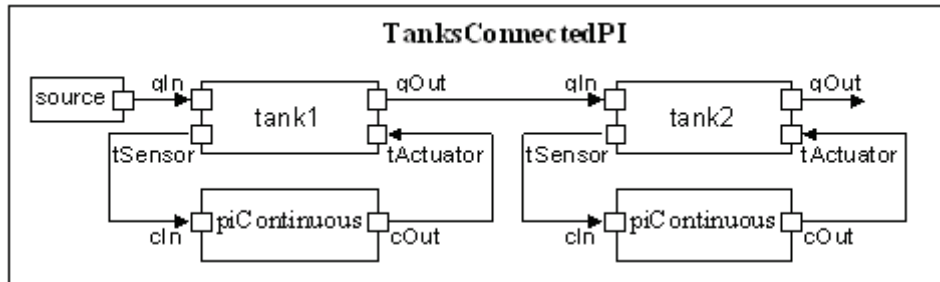 TanksConnectedPI
qIn qOut qIn qOut
source tank1 tank2
tSensor tActuator tSensor tActuator
piContinuous piContinuous
cIn cOut cIn cOut